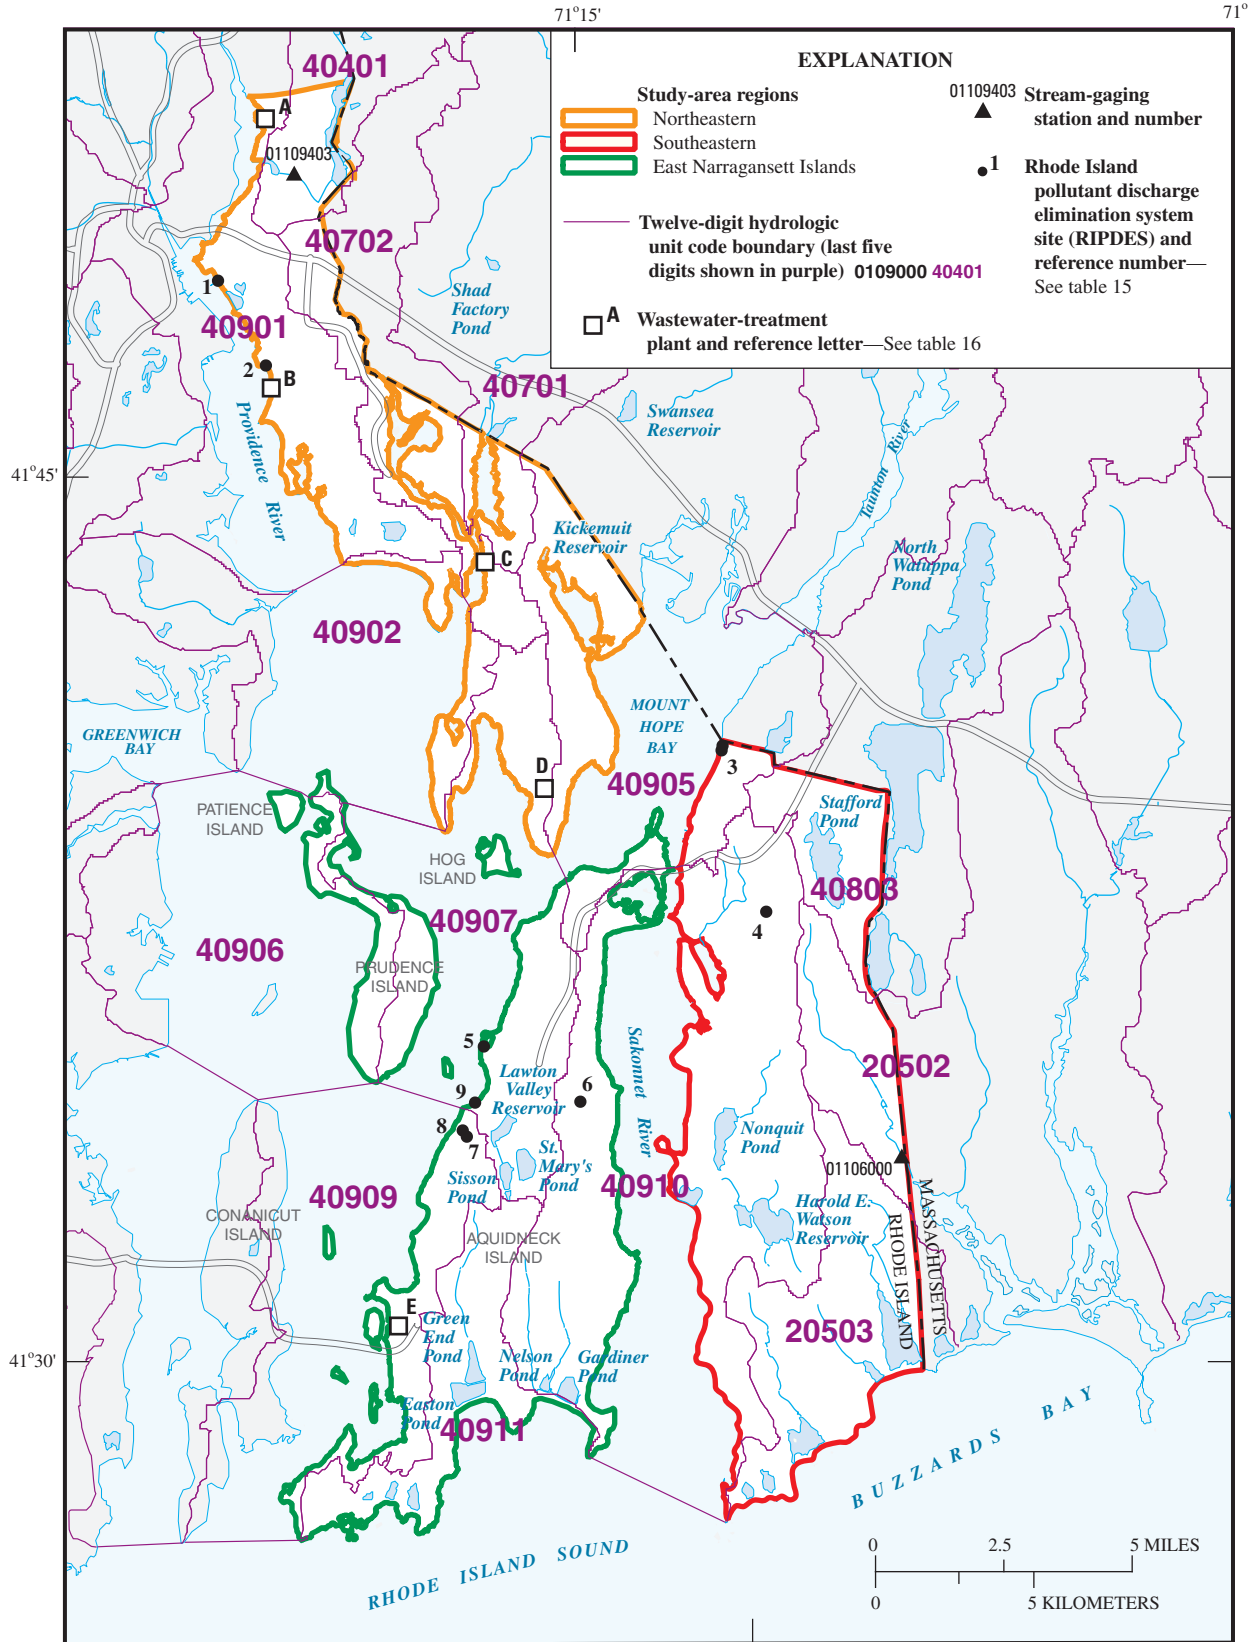 71°15'
71°
EXPLANATION
Study-area regions
Northeastern
Southeastern
East Narragansett Islands
Twelve-digit hydrologic
unit code boundary (last five
digits shown in purple) 0109000 40401
A Wastewater-treatment
plant and reference letter—See table 16
01109403 Stream-gaging
station and number
1 Rhode Island
pollutant discharge
elimination system
site (RIPDES) and
reference number—
See table 15
40401
A
01109403
40702
1
40901
Shad
Factory
Pond
2
B
40701
Swansea
Reservoir
Providence River
Taunton River
41°45'
Kickemuit
Reservoir
North
Watuppa
Pond
C
40902
MOUNT
HOPE
BAY
GREENWICH
BAY
3
D
40905
PATIENCE
ISLAND
Stafford
Pond
HOG
ISLAND
40803
40907
4
40906
PRUDENCE
ISLAND
5
Sakonnet River
Lawton
Valley
Reservoir
20502
9
6
8
7
Nonquit
Pond
St.
Mary's
Pond
Sisson
Pond
01106000
40909
40910
MASSACHUSETTS
RHODE ISLAND
Harold E.
Watson
Reservoir
CONANICUT
ISLAND
AQUIDNECK
ISLAND
E
Green
End
Pond
20503
41°30'
Nelson
Pond
Gardiner
Pond
Easton
Pond
40911
BUZZARDS BAY
RHODE ISLAND SOUND
0 2.5 5 MILES
0 5 KILOMETERS